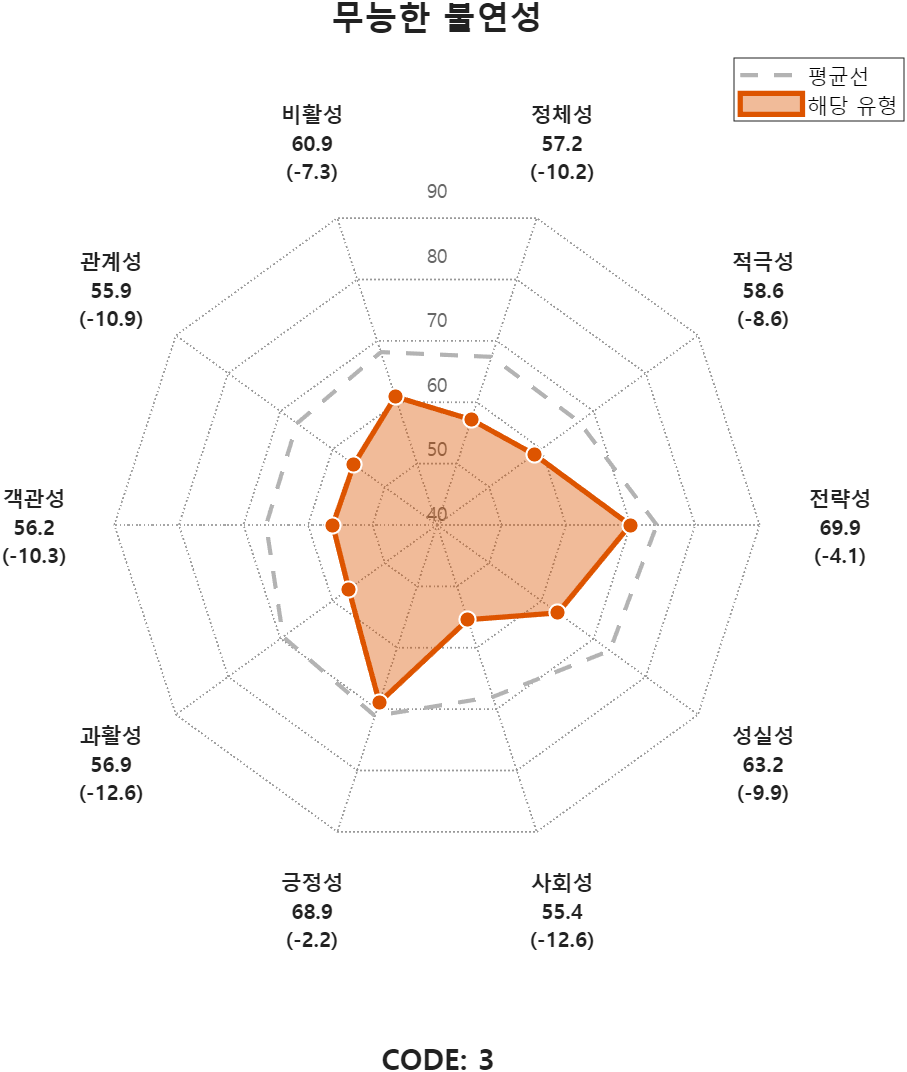 무능한 불연성
평균선
해당 유형
비활성
60.9
(-7.3)
정체성
57.2
(-10.2)
90
80
70
60
50
40
관계성
55.9
(-10.9)
적극성
58.6
(-8.6)
객관성
56.2
(-10.3)
전략성
69.9
(-4.1)
과활성
56.9
(-12.6)
성실성
63.2
(-9.9)
긍정성
68.9
(-2.2)
사회성
55.4
(-12.6)
CODE: 3